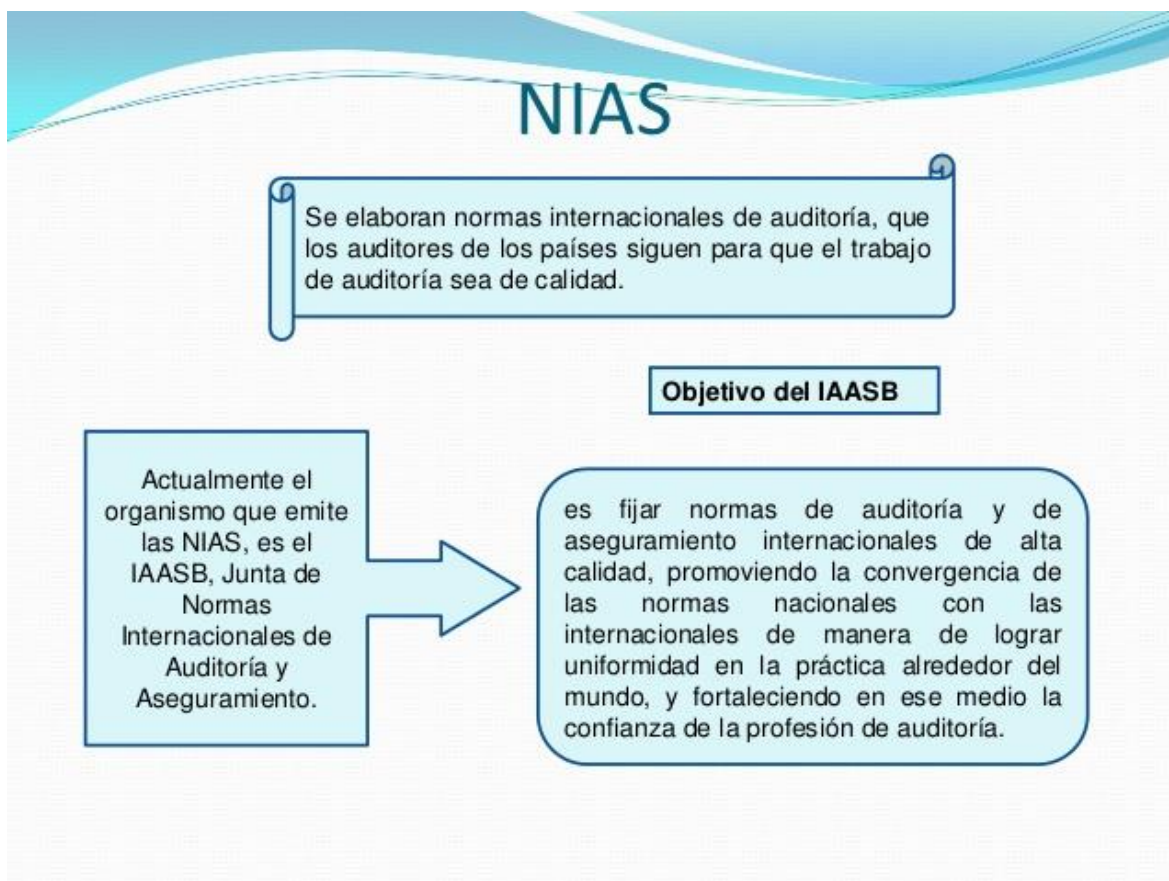 NIAS
Se elaboran normas internacionales de auditoría, que
los auditores de los países siguen para que el trabajo
de auditoría sea de calidad.
Objetivo del IAASB
Actualmente el
organismo que emite
las NIAS, es el
IAASB, Junta de
Normas
Internacionales de
Auditoría y
Aseguramiento.
es fijar normas de auditoría y de
aseguramiento internacionales de alta
calidad, promoviendo la convergencia de
las normas nacionales con las
internacionales de manera de lograr
uniformidad en la práctica alrededor del
mundo, y fortaleciendo en ese medio la
confianza de la profesión de auditoría.